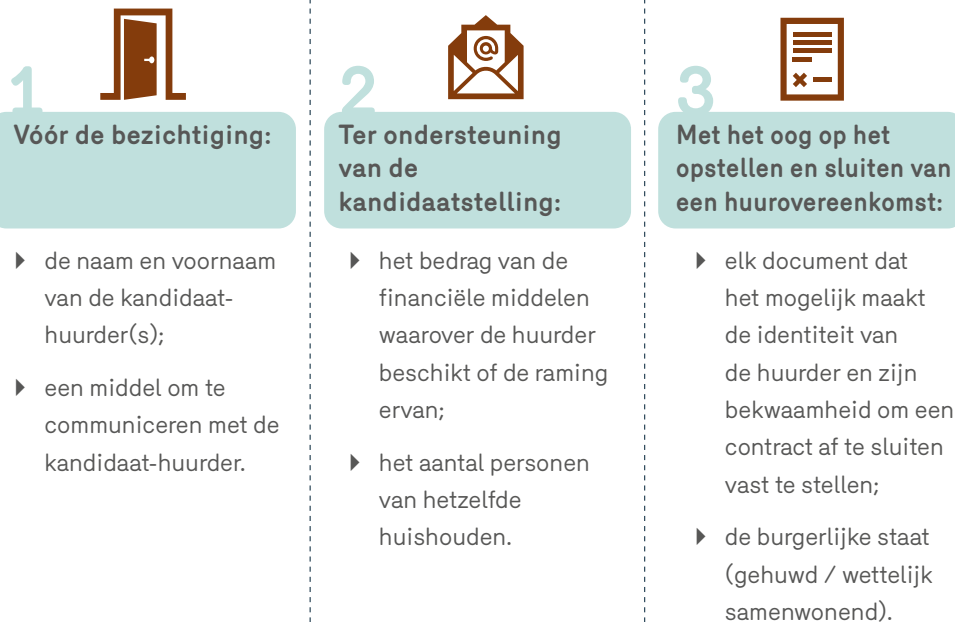 1
Vóór de bezichtiging:
▸ de naam en voornaam
van de kandidaat-
huurder(s);
▸ een middel om te
communiceren met de
kandidaat-huurder.
2
@
Ter ondersteuning
van de
kandidaatstelling:
▸ het bedrag van de
financiële middelen
waarover de huurder
beschikt of de raming
ervan;
▸ het aantal personen
van hetzelfde
huishouden.
3
Met het oog op het
opstellen en sluiten van
een huurovereenkomst:
▸ elk document dat
het mogelijk maakt
de identiteit van
de huurder en zijn
bekwaamheid om een
contract af te sluiten
vast te stellen;
▸ de burgerlijke staat
(gehuwd / wettelijk
samenwonend).